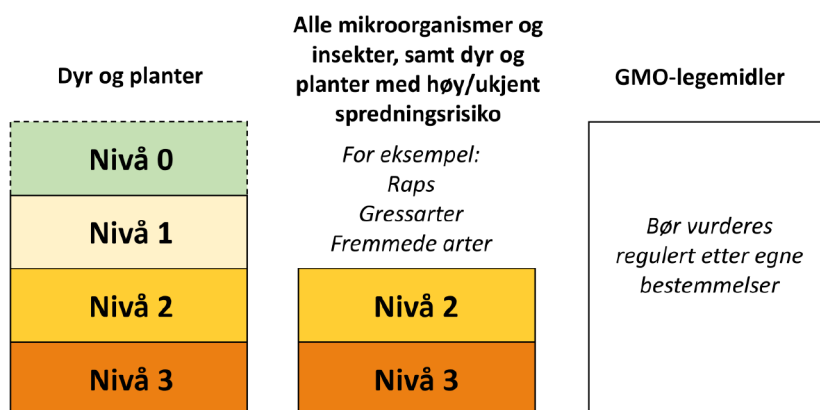 Dyr og planter
Nivå 0
Nivå 1
Nivå 2
Nivå 3
Alle mikroorganismer og
insekter, samt dyr og
planter med høy/ukjent
spredningsrisiko
For eksempel:
Raps
Gressarter
Fremmede arter
Nivå 2
Nivå 3
GMO-legemidler
Bør vurderes
regulert etter egne
bestemmelser